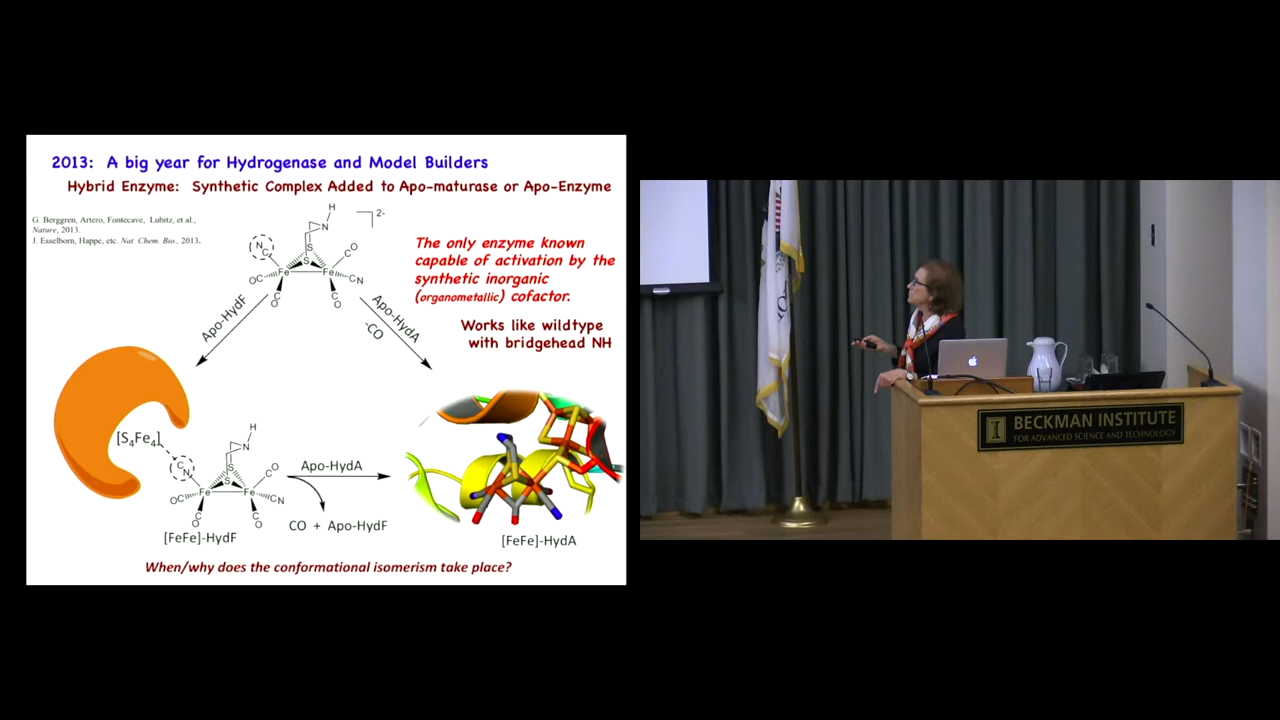 2013: A big year for Hydrogenase and Model Builders
Hybrid Enzyme: Synthetic Complex Added to Apo-maturase or Apo-Enzyme
G. Berggren, Artero, Fontecave, Lubitz, et al.,
Nature, 2013.
J. Esselborn, Happe, etc. Nat. Chem. Bio., 2013.
H
N
2-
N
C
S
S
C
O
OC
Fe
Fe
CN
C
O
C
O
The only enzyme known
capable of activation by the
synthetic inorganic
(organometallic) cofactor.
Works like wildtype
with bridgehead NH
Apo-HydF
Apo-HydA
-CO
[S4Fe4]
H
N
C
N
S
S
C
O
OC
Fe
Fe
CN
C
O
C
O
[FeFe]-HydF
Apo-HydA
CO + Apo-HydF
[FeFe]-HydA
When/why does the conformational isomerism take place?
I
BECKMAN INSTITUTE
FOR ADVANCED SCIENCE AND TECHNOLOGY